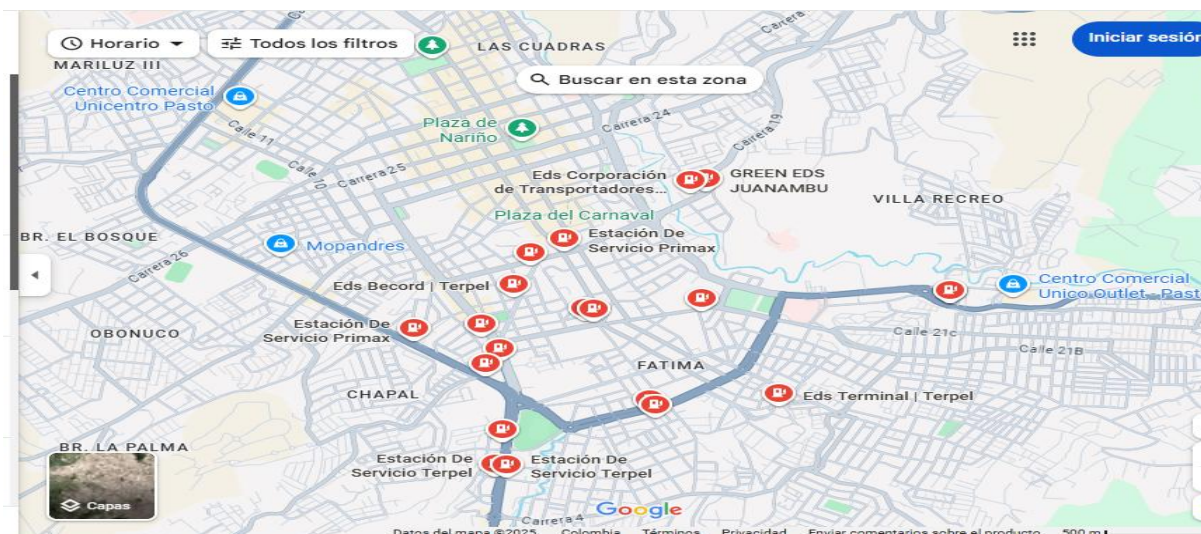 Horario
Todos los filtros
LAS CUADRAS
Carrera
Iniciar sesión
MARILUZ III
Buscar en esta zona
Centro Comercial
Unicentro Pasto
Plaza de
Nariño
Calle 11
Carrera 24
Carrera 19
Calle 10
Carrera 25
Eds Corporación
de Transportadores...
GREEN EDS
JUANAMBU
VILLA RECREO
Plaza del Carnaval
BR. EL BOSQUE
Mopandres
Estación De
Servicio Primax
Carrera 26
Eds Becord | Terpel
Centro Comercial
Unico Outlet - Past
OBONUCO
Estación De
Servicio Primax
Calle 21c
Calle 21B
FATIMA
CHAPAL
Eds Terminal | Terpel
BR. LA PALMA
Estación De
Servicio Terpel
Estación De
Servicio Terpel
Capas
Google
Carrera 4
Datos del mapa ©2025 Colombia Términos Privacidad Enviar comentarios sobre el producto 500 m